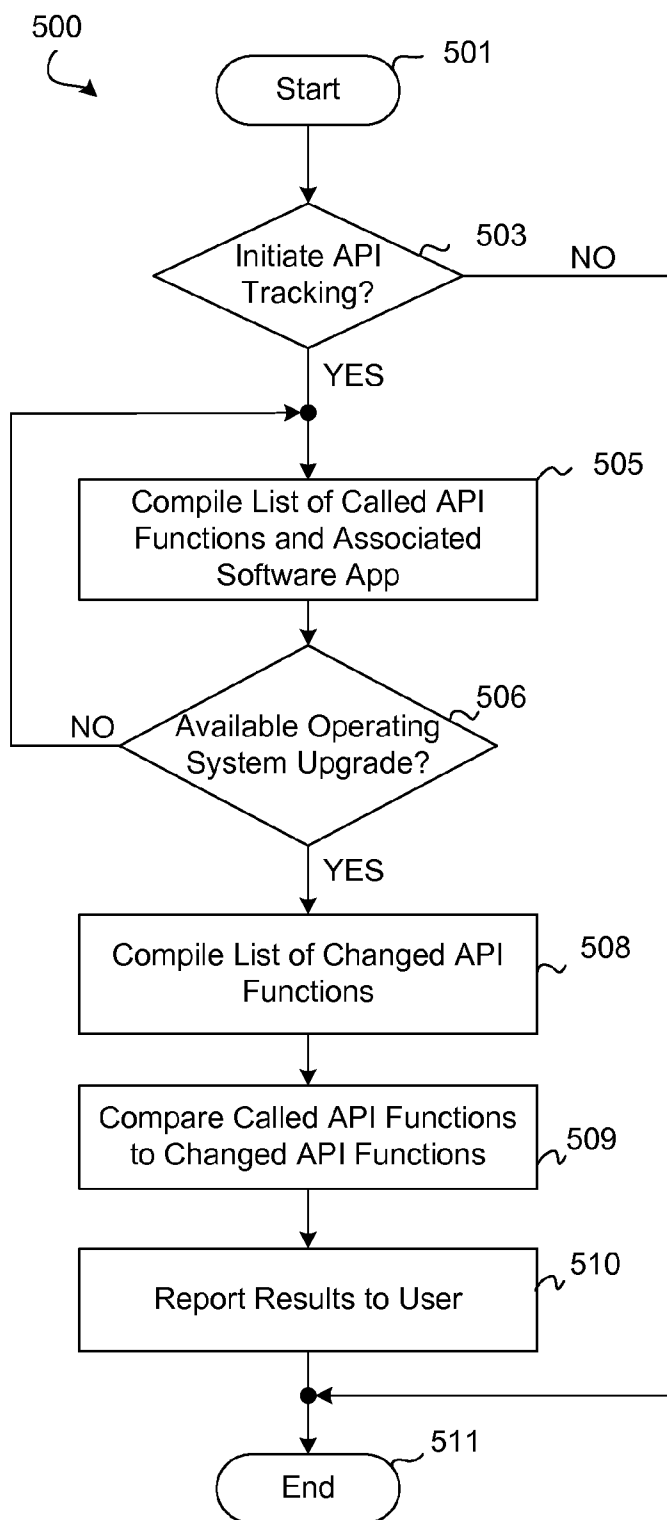 500
501
Start
503
Initiate API
Tracking?
NO
YES
505
Compile List of Called API
Functions and Associated
Software App
506
NO
Available Operating
System Upgrade?
YES
508
Compile List of Changed API
Functions
Compare Called API Functions
to Changed API Functions
509
510
Report Results to User
511
End